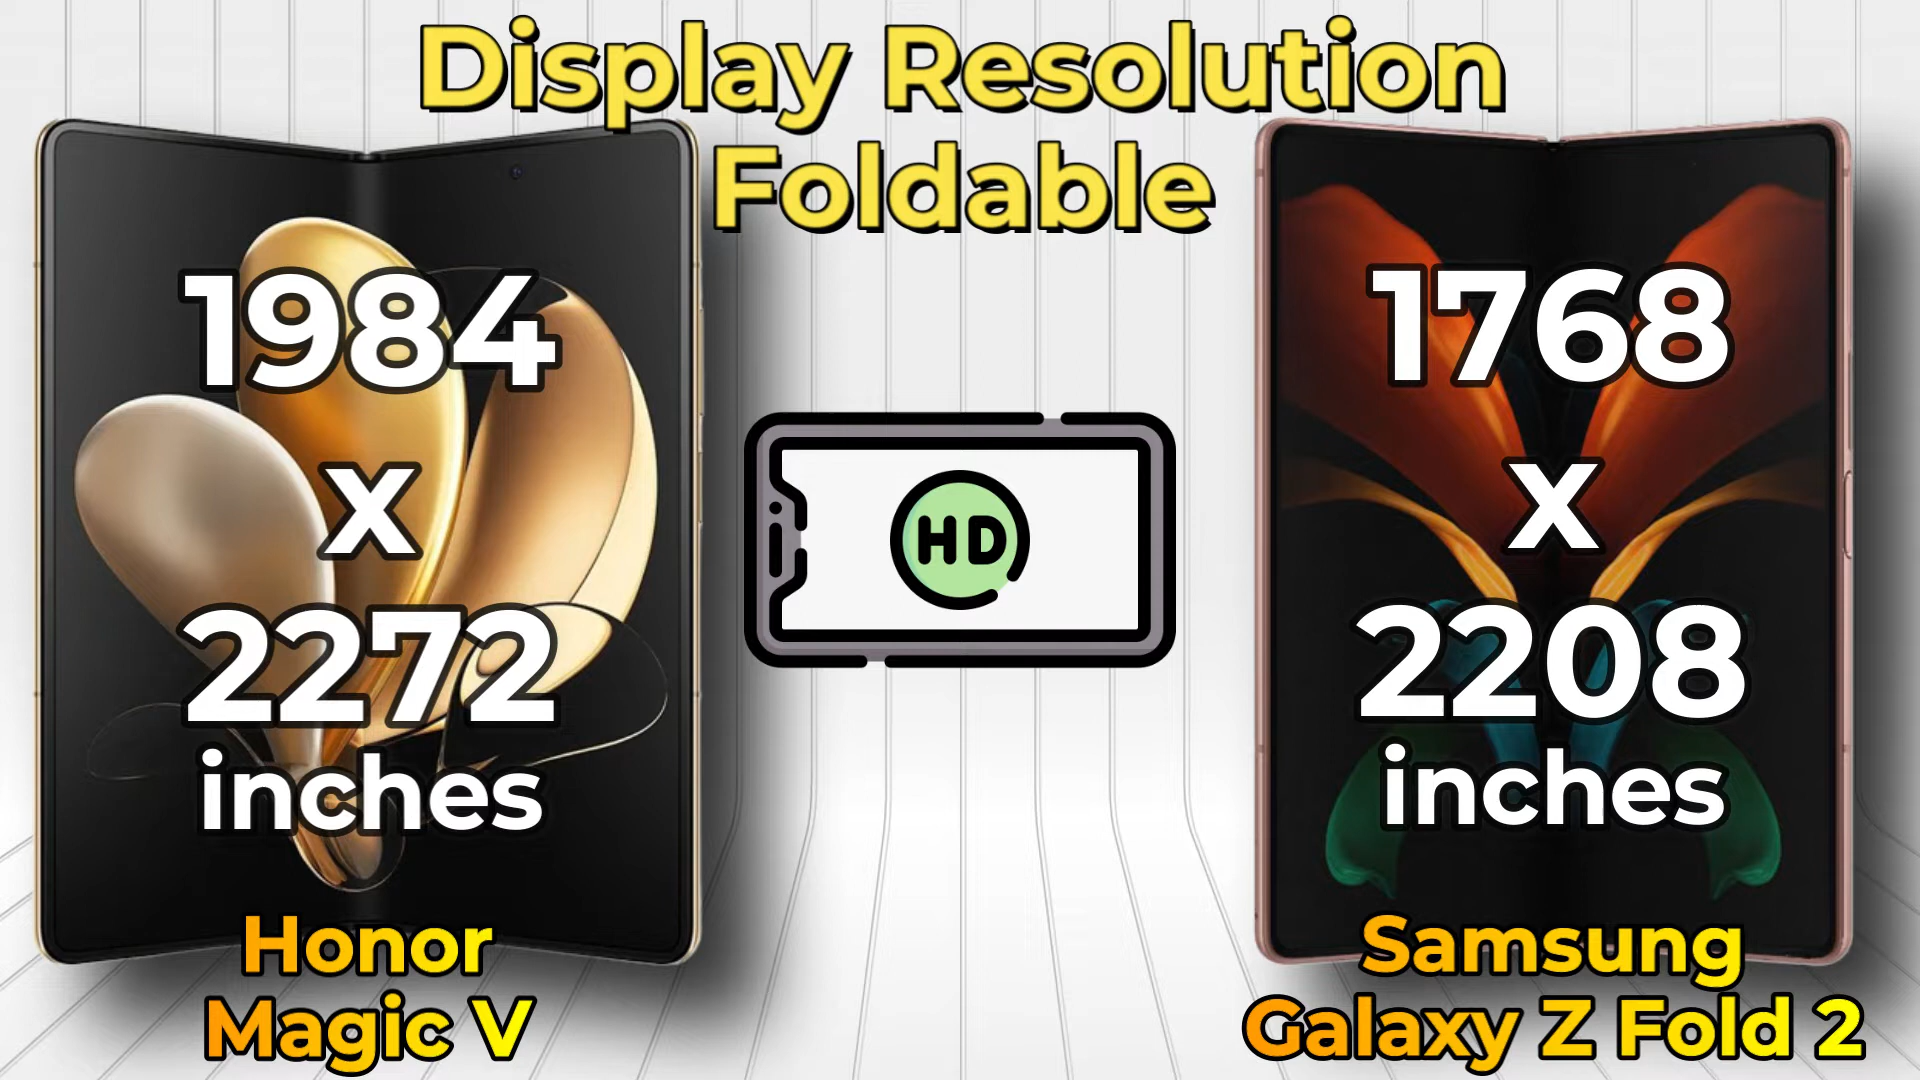 Display Resolution
Foldable
1984
x
2272
inches
Honor
Magic V
HD
1768
x
2208
inches
Samsung
Galaxy Z Fold 2